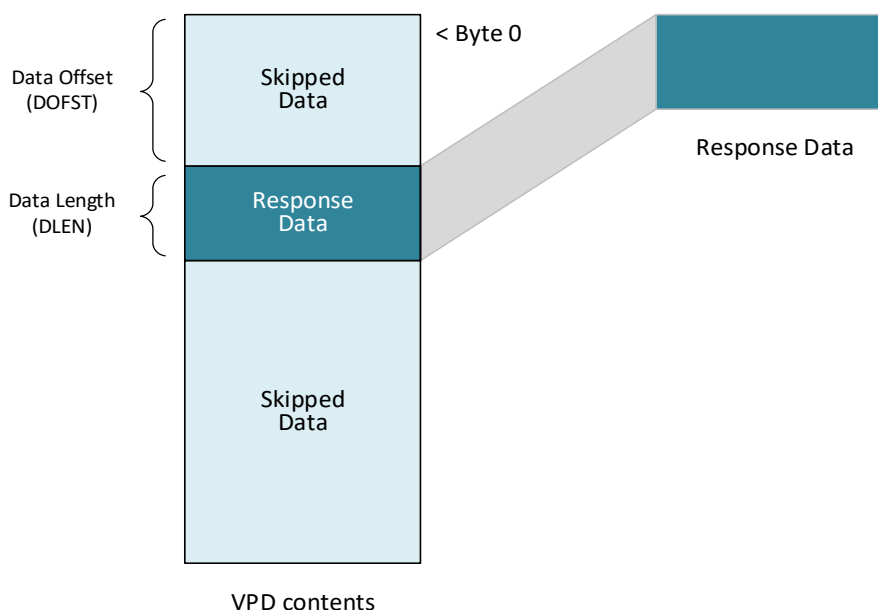 < Byte 0
Data Offset
(DOFST)
Skipped
Data
Response Data
Data Length
(DLEN)
Response
Data
Skipped
Data
VPD contents